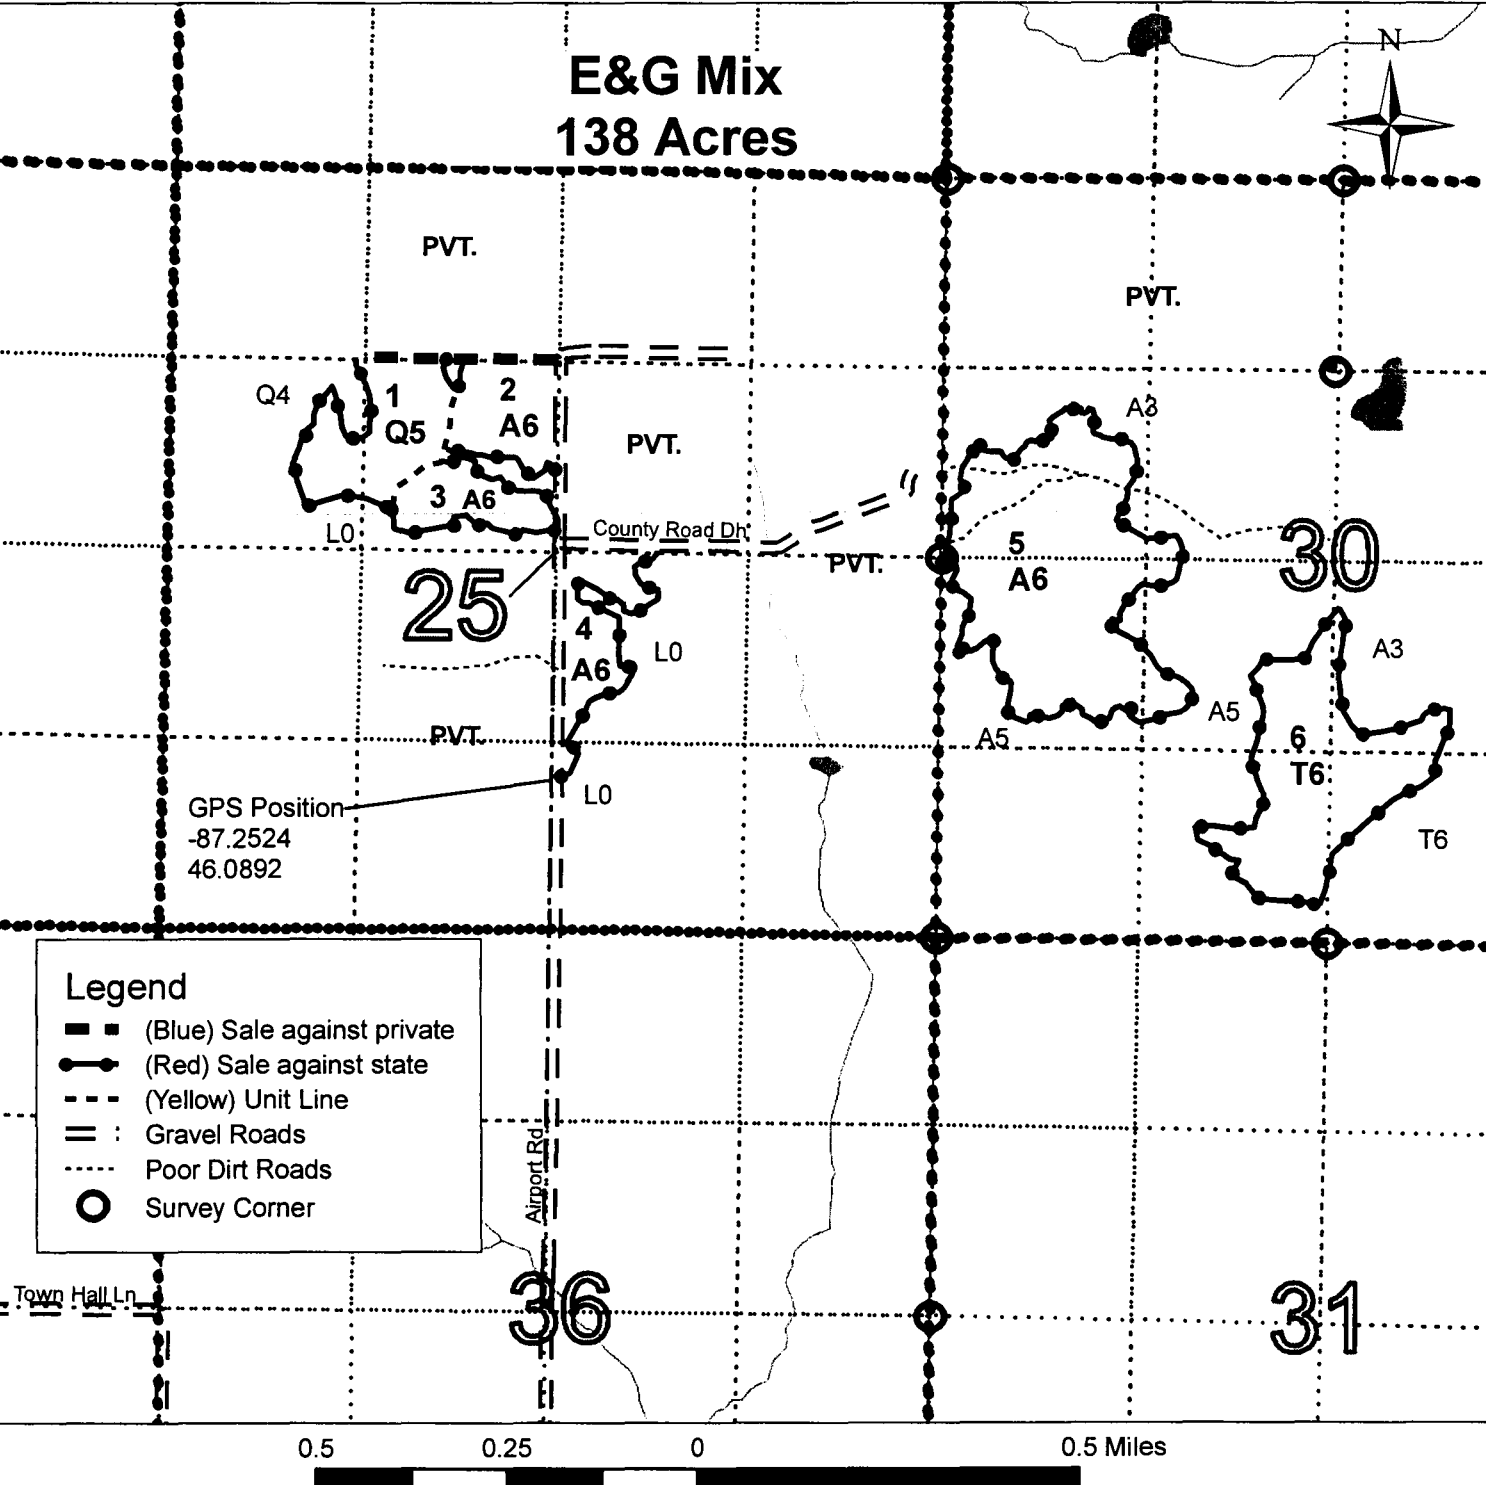 E&G Mix
138 Acres
N
PVT.
PVT.
Q4
1
Q5
2
A6
PVT.
A3
3 A6
L0
County Road Dh
PVT.
5
A6
30
25
4
A6
L0
A3
PVT.
A5
A5
6
T6
GPS Position
-87.2524
46.0892
L0
T6
Legend
(Blue) Sale against private
(Red) Sale against state
(Yellow) Unit Line
Gravel Roads
Poor Dirt Roads
Survey Corner
Airport Rd
Town Hall Ln
36
31
0.5 0.25 0 0.5 Miles